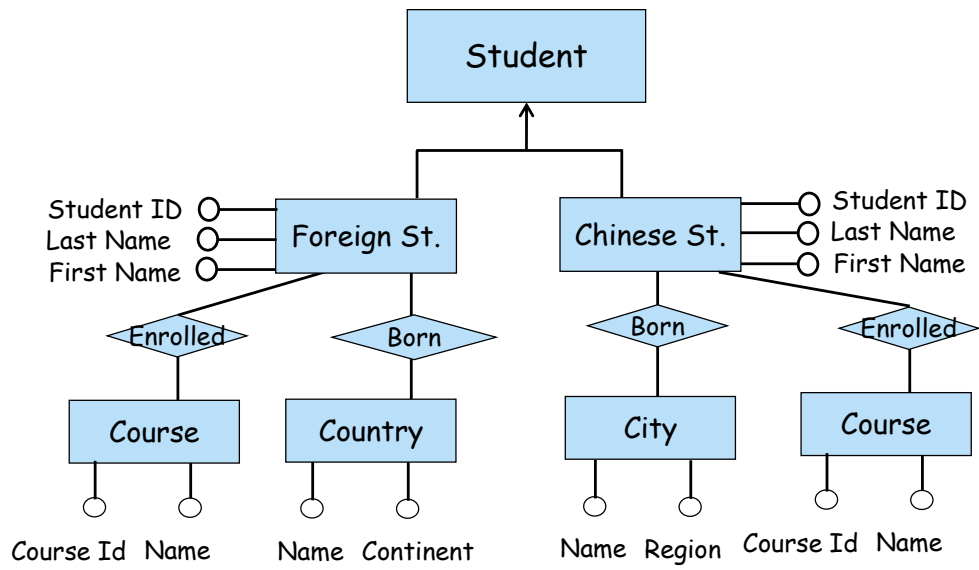 Student
Student ID
Last Name
First Name
Foreign St.
Chinese St.
Student ID
Last Name
First Name
Enrolled
Born
Born
Enrolled
Course
Country
City
Course
Course Id
Name
Name
Continent
Name
Region
Course Id
Name